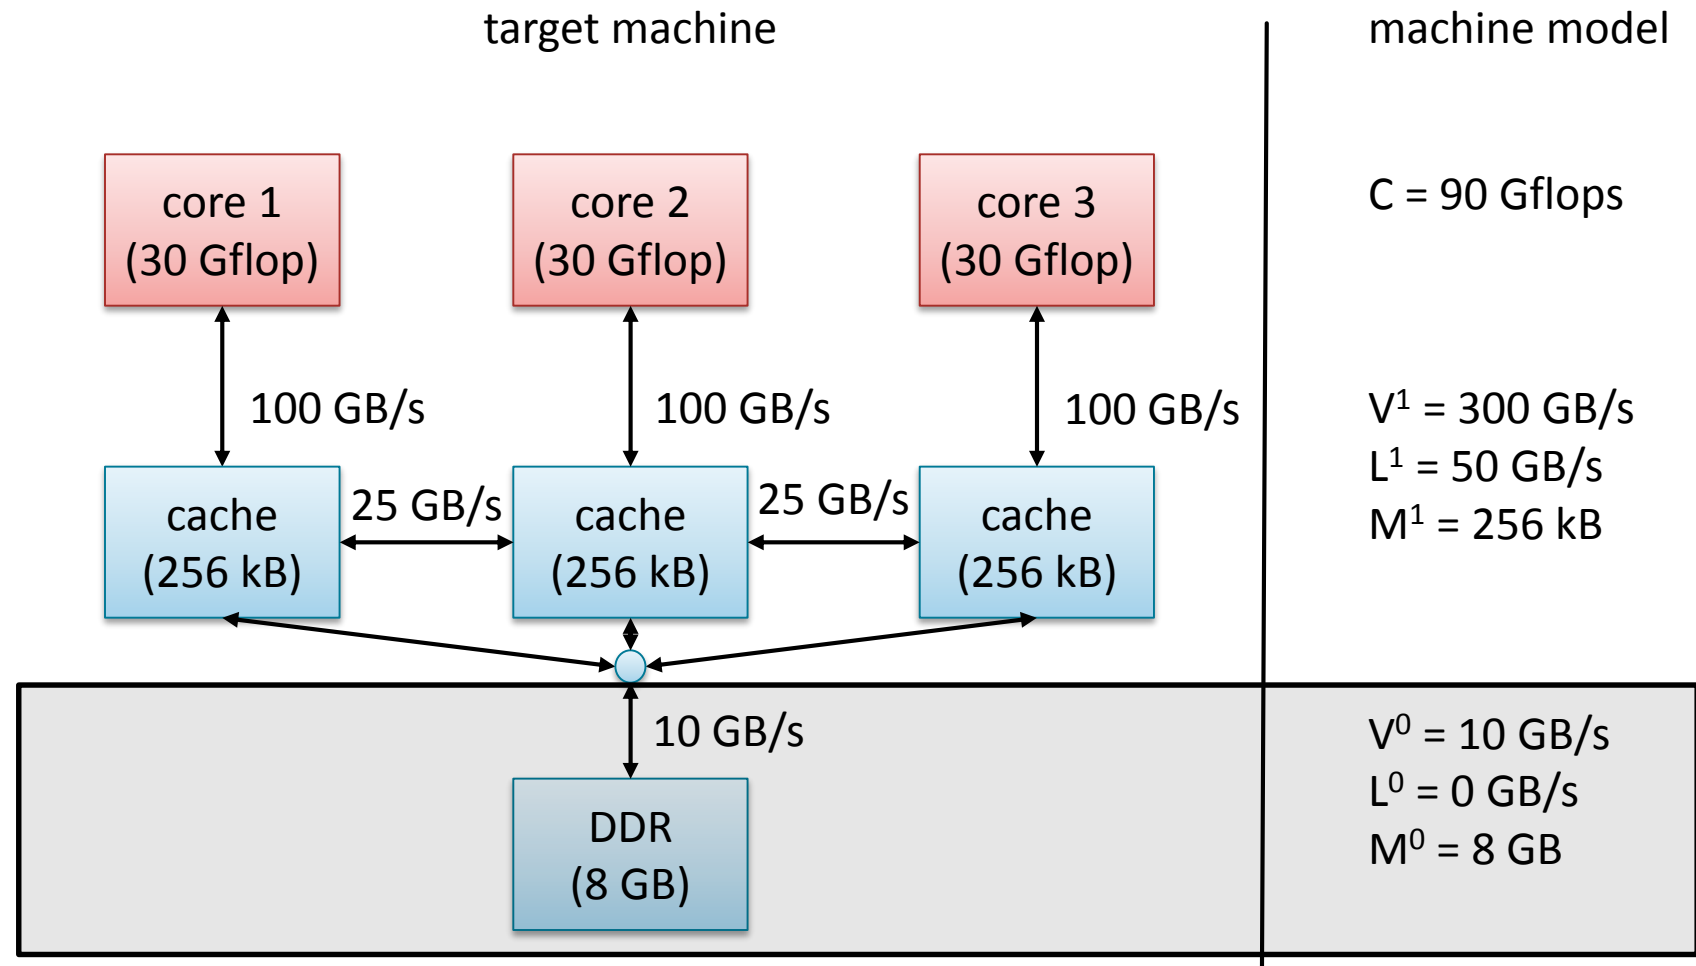 target machine
machine model
core 1
(30 Gflop)
core 2
(30 Gflop)
core 3
(30 Gflop)
C = 90 Gflops
100 GB/s
100 GB/s
100 GB/s
V¹ = 300 GB/s
L¹ = 50 GB/s
M¹ = 256 kB
cache
(256 kB)
25 GB/s
cache
(256 kB)
25 GB/s
cache
(256 kB)
10 GB/s
DDR
(8 GB)
V⁰ = 10 GB/s
L⁰ = 0 GB/s
M⁰ = 8 GB